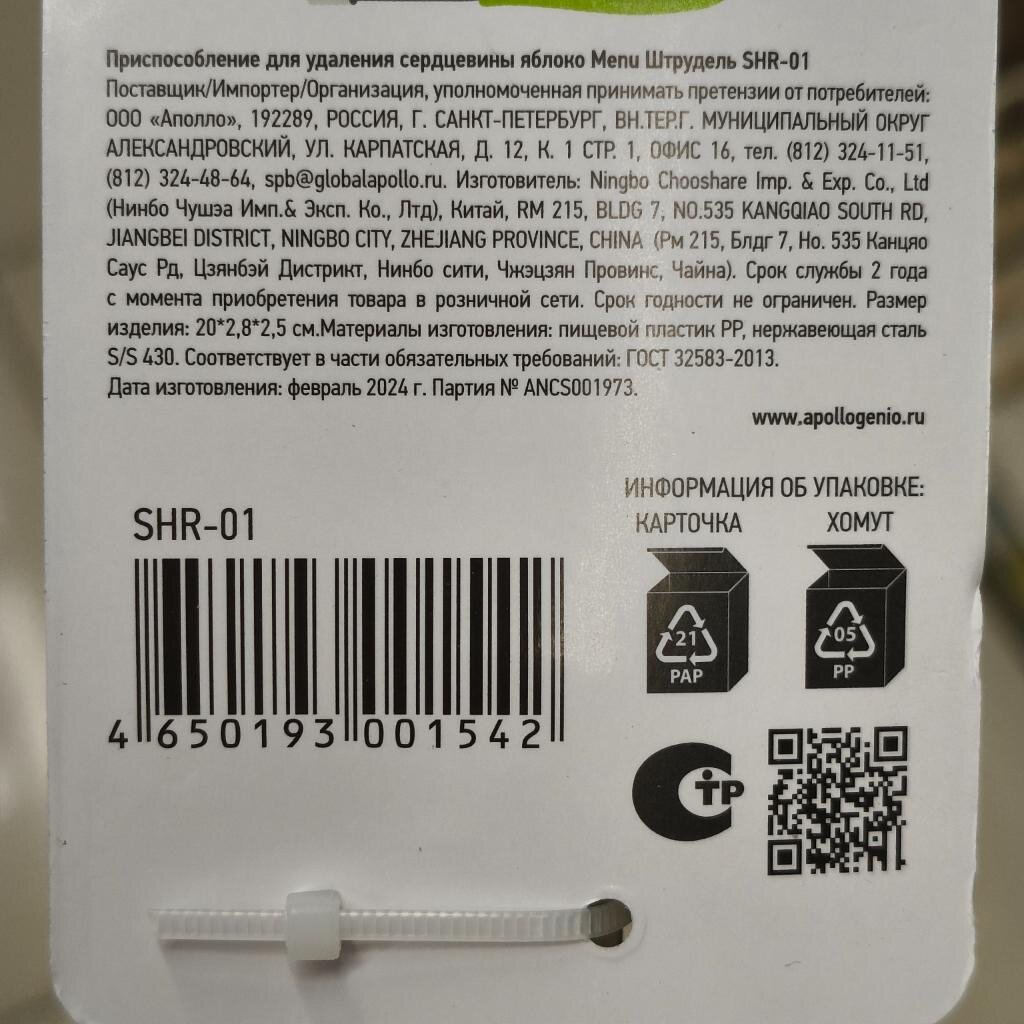 Приспособление для удаления сердцевины яблоко Menu Штрудель SHR-01
Поставщик/Импортер/Организация, уполномоченная принимать претензии от потребителей:
ООО «Аполло», 192289, РОССИЯ, Г. САНКТ-ПЕТЕРБУРГ, ВН.ТЕР.Г. МУНИЦИПАЛЬНЫЙ ОКРУГ
АЛЕКСАНДРОВСКИЙ, УЛ. КАРПАТСКАЯ, Д. 12, К. 1 СТР. 1, ОФИС 16, тел. (812) 324-11-51,
(812) 324-48-64, spb@globalapollo.ru. Изготовитель: Ningbo Chooshare Imp. & Exp. Co., Ltd
(Нинбо Чушэа Имп.& Эксп. Ко., Лтд), Китай, RM 215, BLDG 7, NO.535 KANGQIAO SOUTH RD,
JIANGBEI DISTRICT, NINGBO CITY, ZHEJIANG PROVINCE, CHINA (Рм 215, Блдг 7, Но. 535 Канцяо
Саус Рд, Цзянбэй Дистрикт, Нинбо сити, Чжэцзян Провинс, Чайна). Срок службы 2 года
с момента приобретения товара в розничной сети. Срок годности не ограничен. Размер
изделия: 20*2,8*2,5 см.Материалы изготовления: пищевой пластик PP, нержавеющая сталь
S/S 430. Соответствует в части обязательных требований: ГОСТ 32583-2013.
Дата изготовления: февраль 2024 г. Партия № ANCS001973.
www.apollogenio.ru
ИНФОРМАЦИЯ ОБ УПАКОВКЕ:
КАРТОЧКА ХОМУТ
21 05
PAP PP
SHR-01
4 650193 001542
СТР